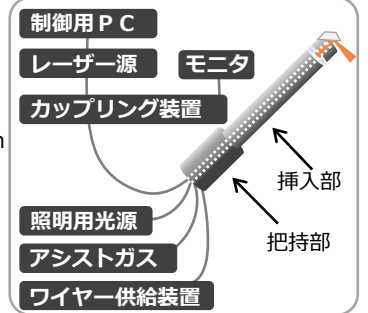 制御用ＰＣ
レーザー源
モニタ
カップリング装置
n
挿入部
照明用光源
把持部
アシストガス
ワイヤー供給装置